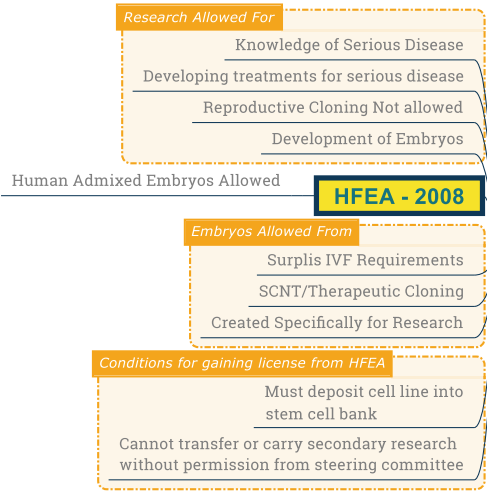 Research Allowed For
Knowledge of Serious Disease
Developing treatments for serious disease
Reproductive Cloning Not allowed
Development of Embryos
Human Admixed Embryos Allowed
HFEA - 2008
Embryos Allowed From
Surplis IVF Requirements
SCNT/Therapeutic Cloning
Created Specifically for Research
Conditions for gaining license from HFEA
Must deposit cell line into
stem cell bank
Cannot transfer or carry secondary research
without permission from steering committee